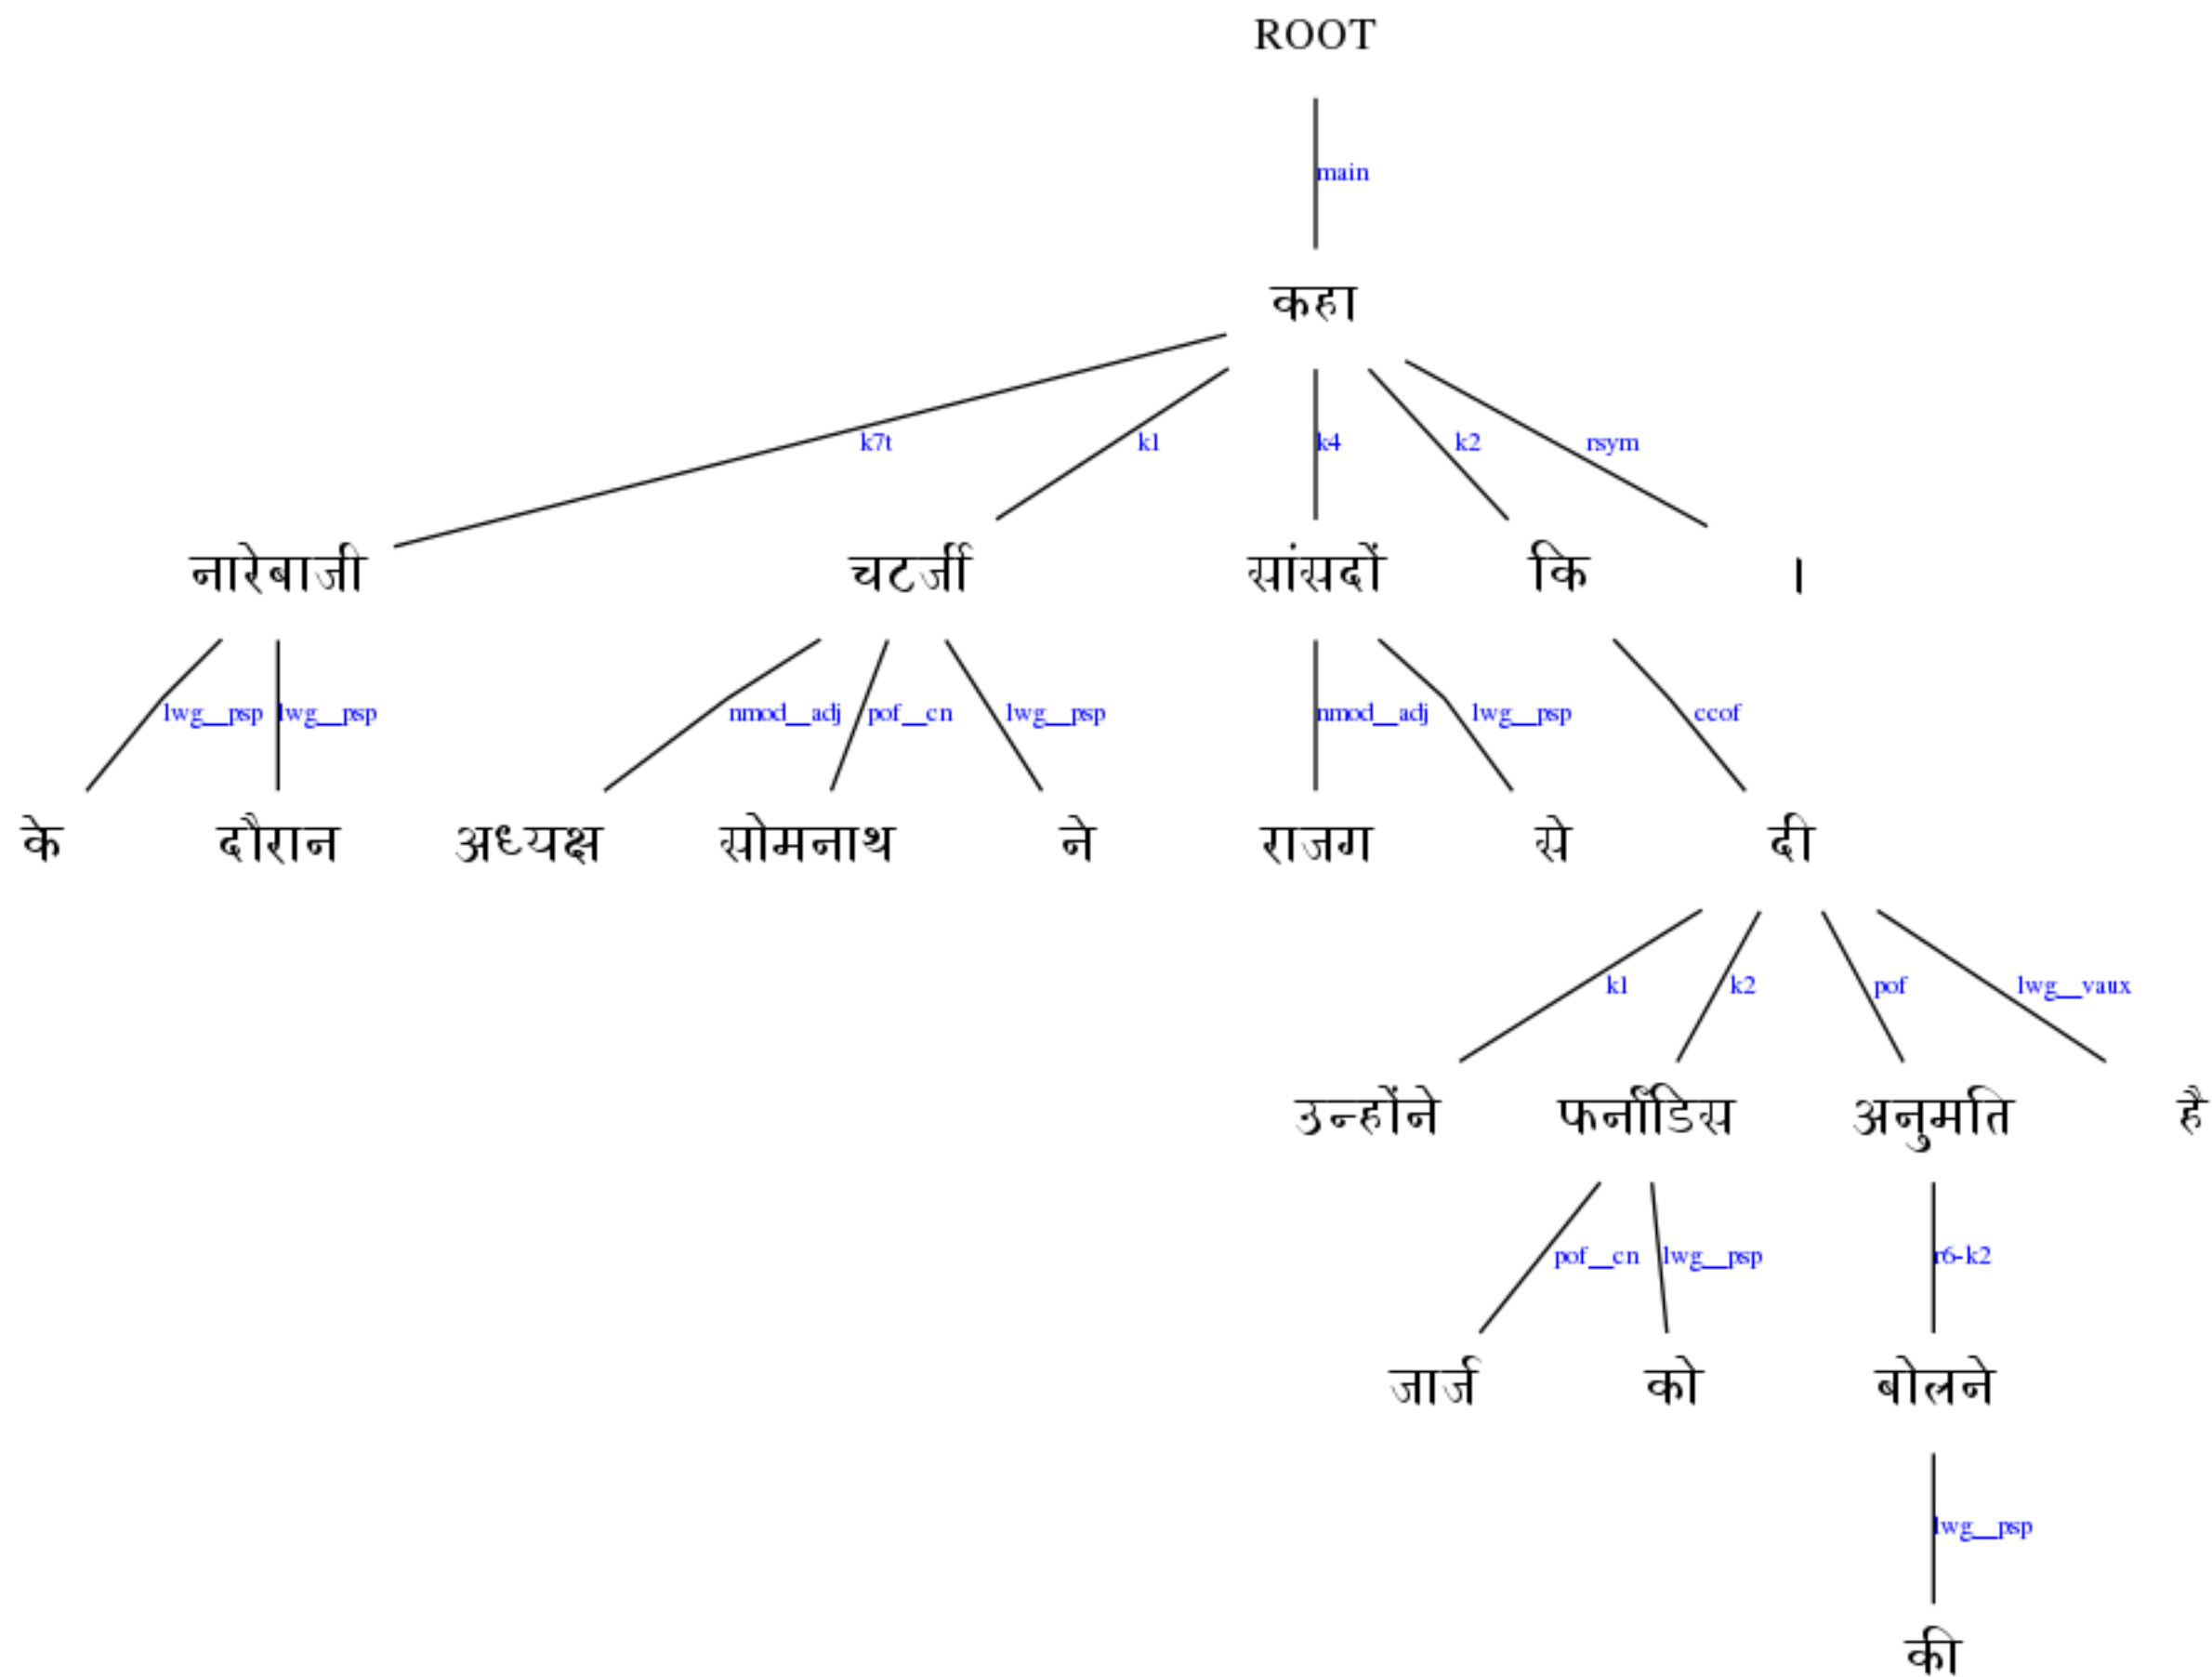 ROOT
main
कहा
k7t k1 k4 k2 rsym
नारेबाजी चटर्जी सांसदों कि ।
lwg__psp lwg__psp nmod__adj pof__cn lwg__psp nmod__adj lwg__psp ccof
के दौरान अध्यक्ष सोमनाथ ने राजग से दी
k1 k2 pof lwg__vaux
उन्होंने फर्नांडिस अनुमति है
pof__cn lwg__psp r6-k2
जार्ज को बोलने
lwg__psp
की